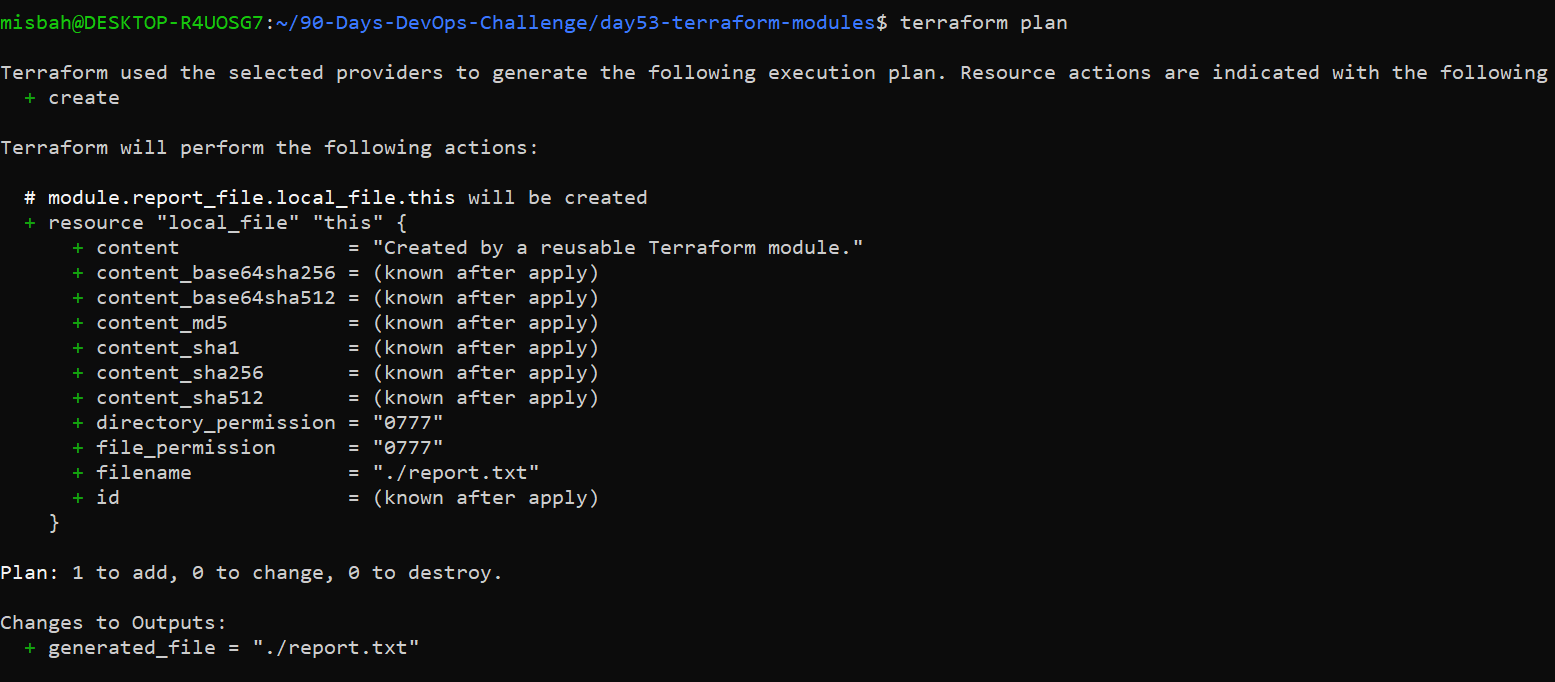 misbah@DESKTOP-R4UOSG7:~/90-Days-DevOps-Challenge/day53-terraform-modules$ terraform plan

Terraform used the selected providers to generate the following execution plan. Resource actions are indicated with the following
  + create

Terraform will perform the following actions:

  # module.report_file.local_file.this will be created
  + resource "local_file" "this" {
      + content              = "Created by a reusable Terraform module."
      + content_base64sha256 = (known after apply)
      + content_base64sha512 = (known after apply)
      + content_md5          = (known after apply)
      + content_sha1         = (known after apply)
      + content_sha256       = (known after apply)
      + content_sha512       = (known after apply)
      + directory_permission = "0777"
      + file_permission      = "0777"
      + filename             = "./report.txt"
      + id                   = (known after apply)
    }

Plan: 1 to add, 0 to change, 0 to destroy.

Changes to Outputs:
  + generated_file = "./report.txt"